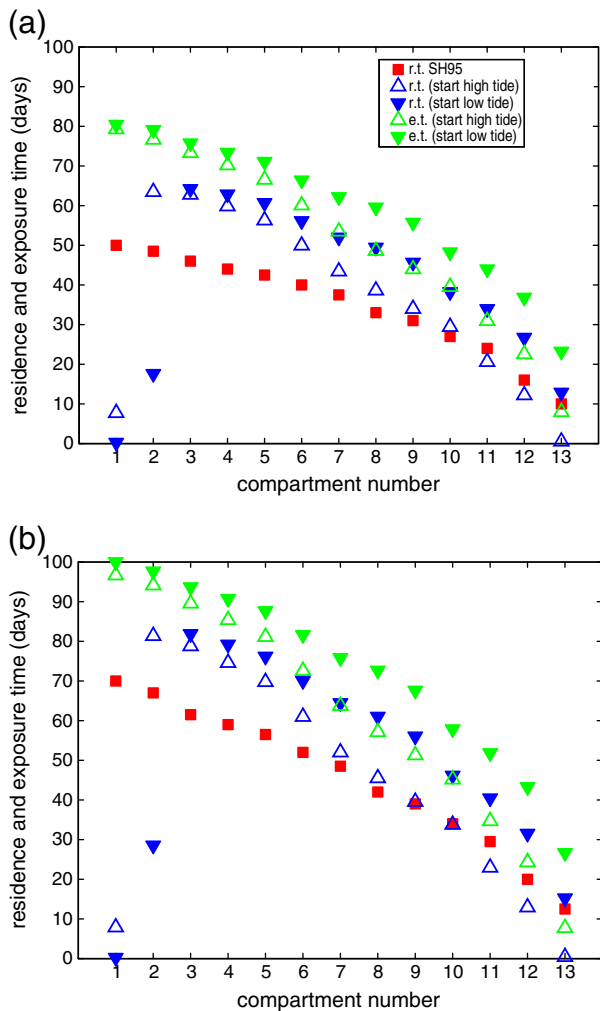 (a)
100
90
80
70
60
50
40
30
20
10
0
residence and exposure time (days)
r.t. SH95
r.t. (start high tide)
r.t. (start low tide)
e.t. (start high tide)
e.t. (start low tide)
1 2 3 4 5 6 7 8 9 10 11 12 13
compartment number
(b)
100
90
80
70
60
50
40
30
20
10
0
residence and exposure time (days)
1 2 3 4 5 6 7 8 9 10 11 12 13
compartment number